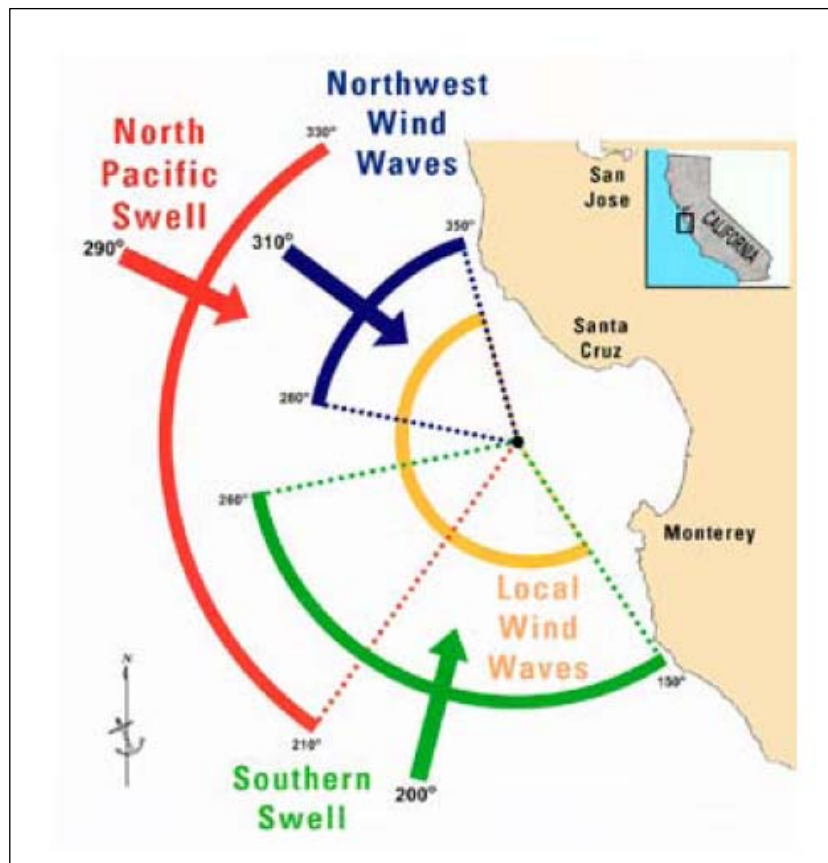 Northwest
Wind
Waves
North
Pacific
Swell
330°
San
Jose
CALIFORNIA
350°
310°
290°
Santa
Cruz
280°
260°
Monterey
Local
Wind
Waves
150°
N
210°
Southern
Swell
200°